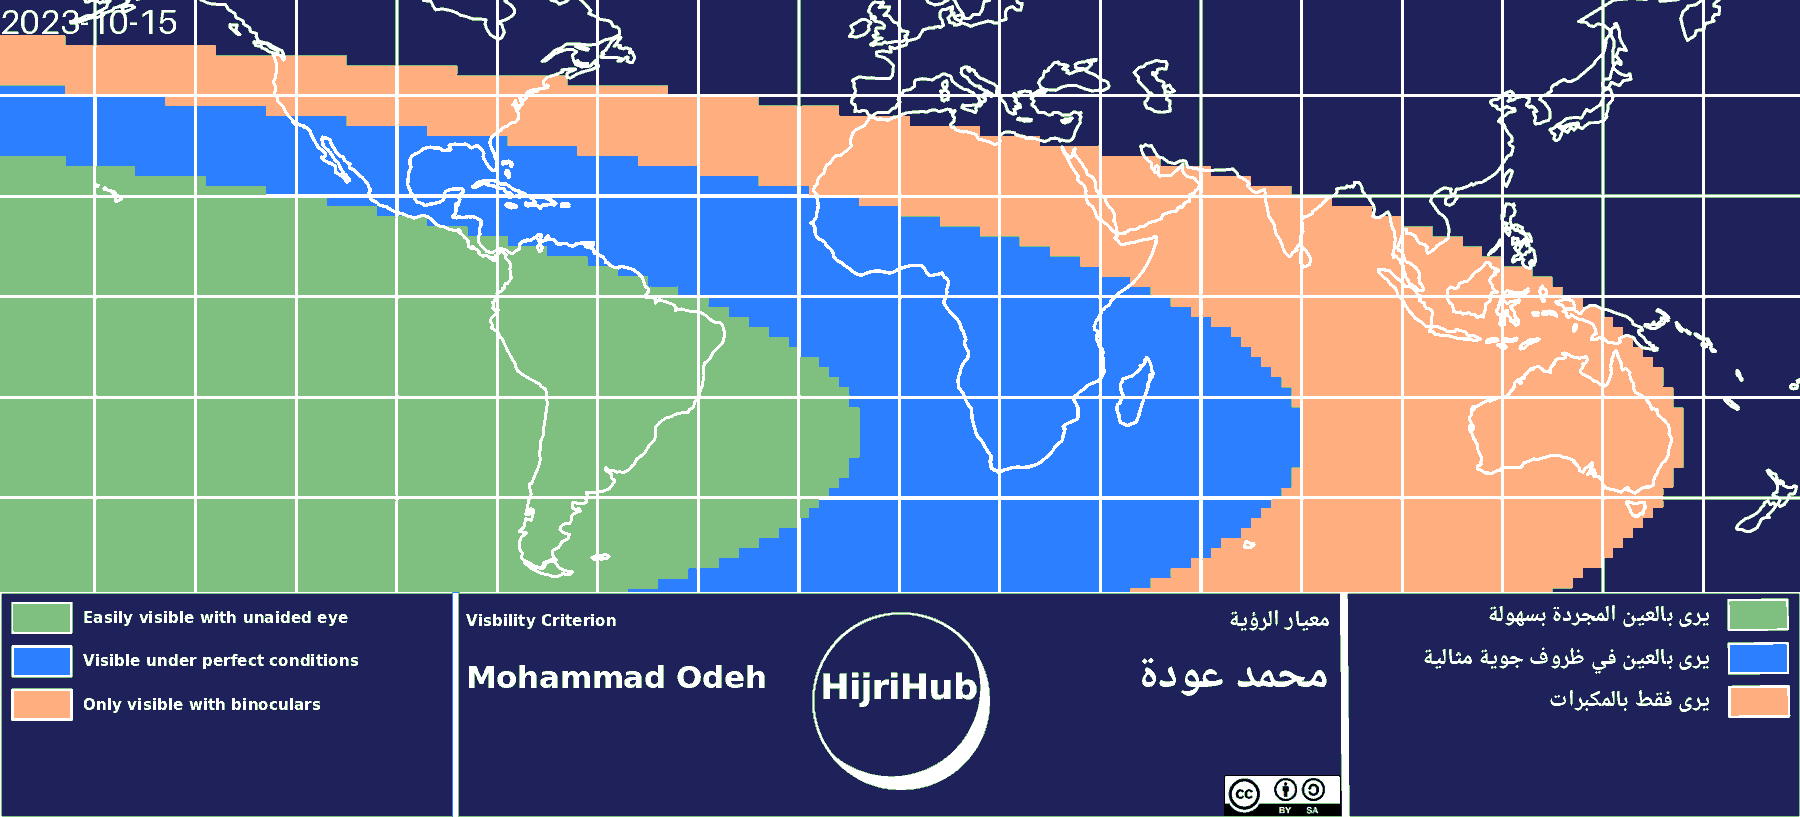 2023-10-15
Easily visible with unaided eye
Visible under perfect conditions
Only visible with binoculars
Visbility Criterion
Mohammad Odeh
HijriHub
معيار الرؤية
محمد عودة
cc
BY SA
يرى بالعين المجردة بسهولة
يرى بالعين في ظروف جوية مثالية
يرى فقط بالمكبرات